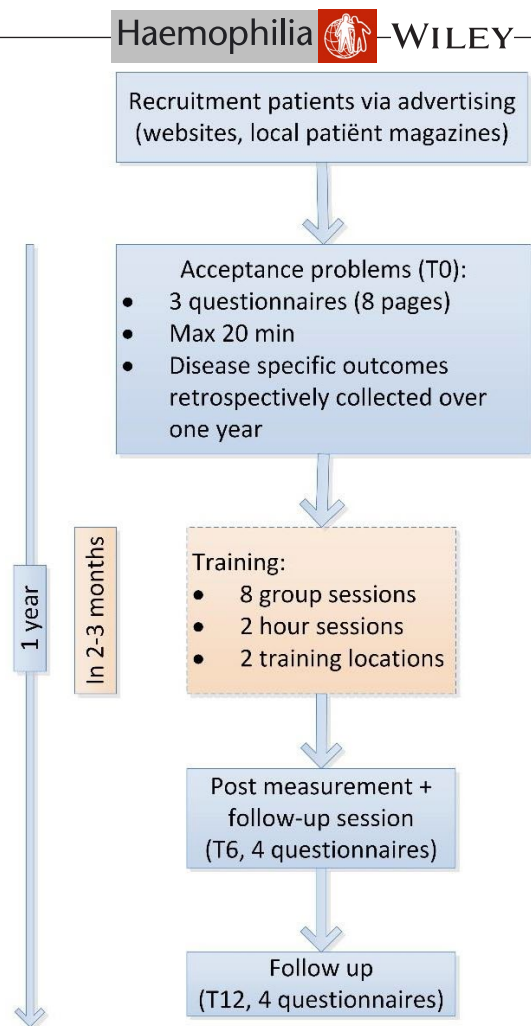 Haemophilia WILEY
Recruitment patients via advertising
(websites, local patiënt magazines)
Acceptance problems (T0):
• 3 questionnaires (8 pages)
• Max 20 min
• Disease specific outcomes
retrospectively collected over
one year
1 year
In 2-3 months
Training:
• 8 group sessions
• 2 hour sessions
• 2 training locations
Post measurement +
follow-up session
(T6, 4 questionnaires)
Follow up
(T12, 4 questionnaires)